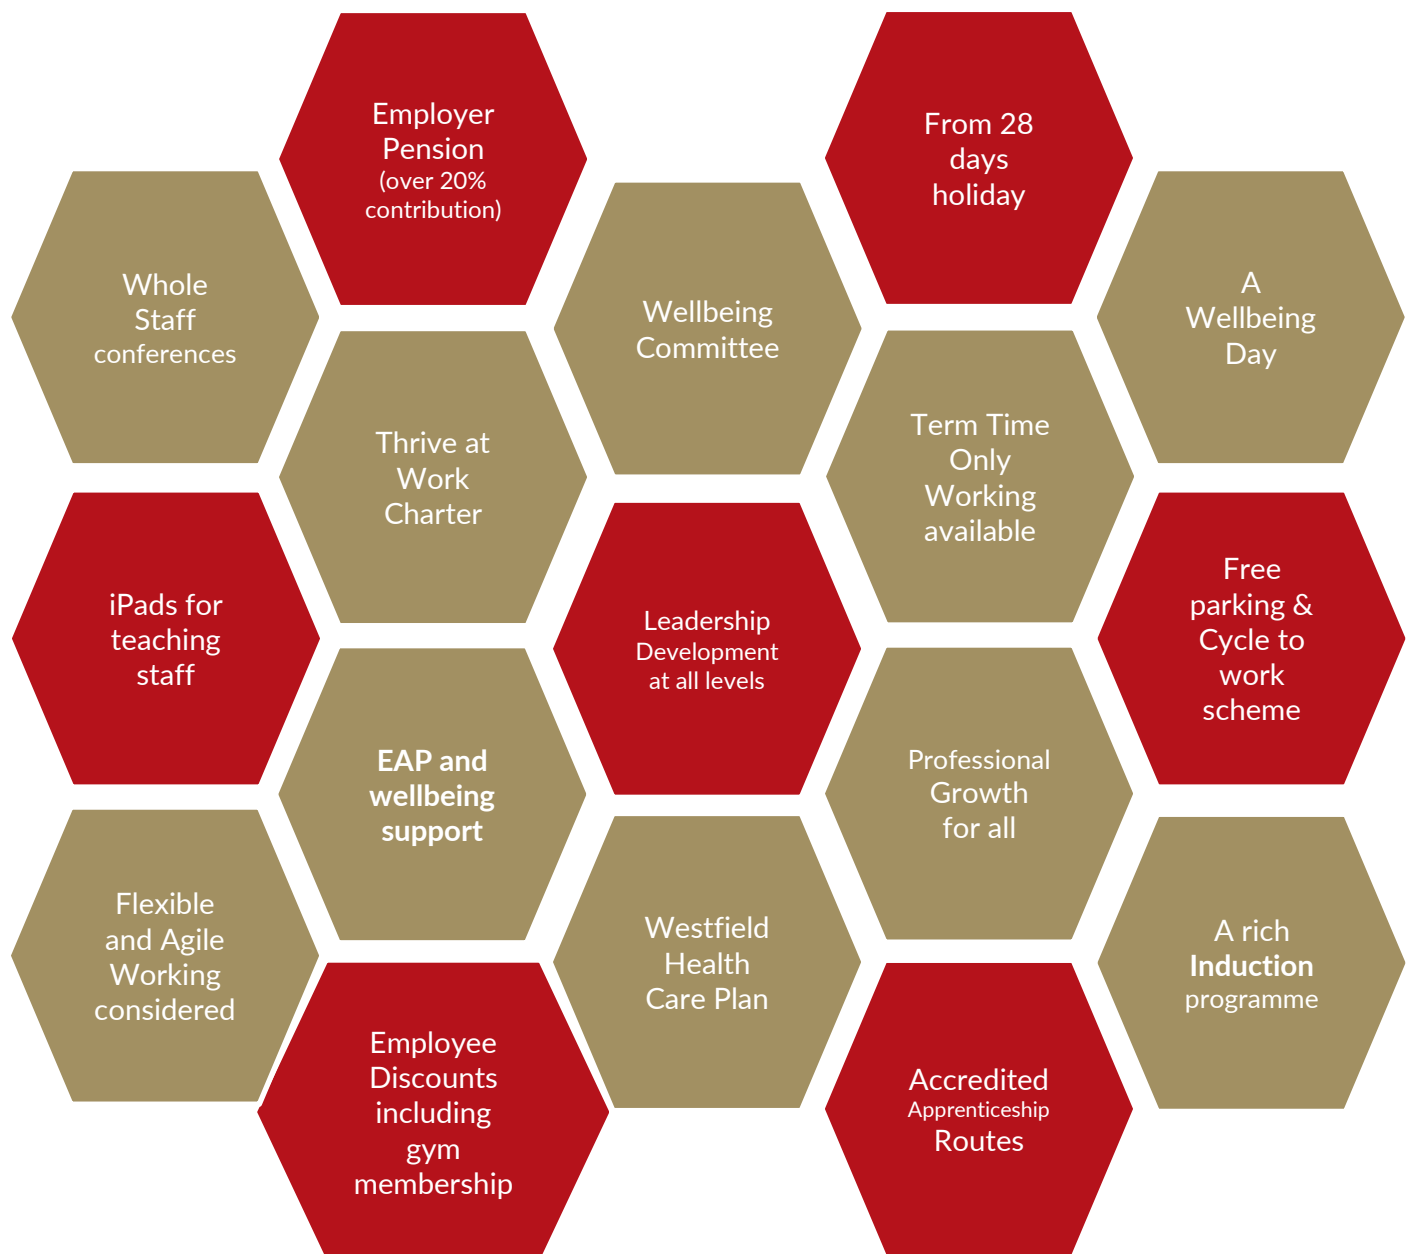 Employer
Pension
(over 20%
contribution)
From 28
days
holiday
Whole
Staff
conferences
Wellbeing
Committee
A
Wellbeing
Day
Thrive at
Work
Charter
Term Time
Only
Working
available
iPads for
teaching
staff
Leadership
Development
at all levels
Free
parking &
Cycle to
work
scheme
EAP and
wellbeing
support
Professional
Growth
for all
Flexible
and Agile
Working
considered
Westfield
Health
Care Plan
A rich
Induction
programme
Employee
Discounts
including
gym
membership
Accredited
Apprenticeship
Routes